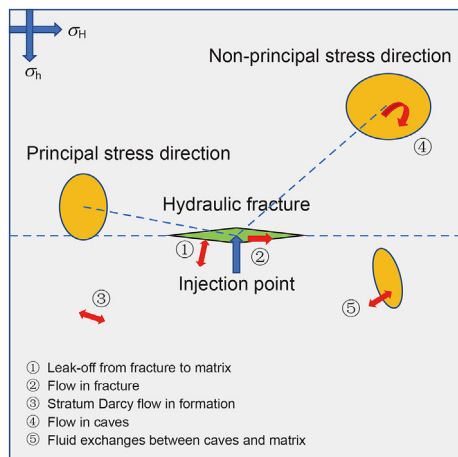 σH
σh
Non-principal stress direction
④
Principal stress direction
Hydraulic fracture
①
②
Injection point
③
⑤
① Leak-off from fracture to matrix
② Flow in fracture
③ Stratum Darcy flow in formation
④ Flow in caves
⑤ Fluid exchanges between caves and matrix